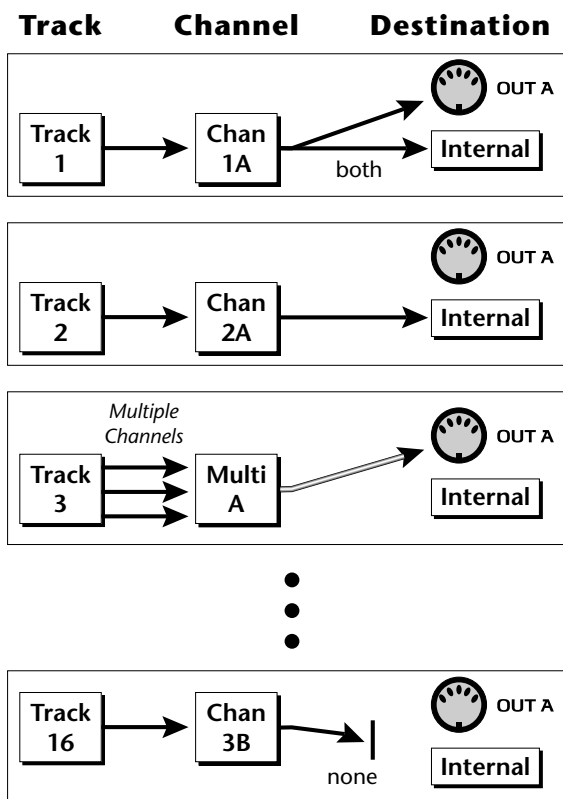 Track Channel Destination
OUT A
Track
1
Chan
1A
both
Internal
OUT A
Track
2
Chan
2A
Internal
Multiple
Channels
OUT A
Track
3
Multi
A
Internal
Track
16
Chan
3B
none
OUT A
Internal